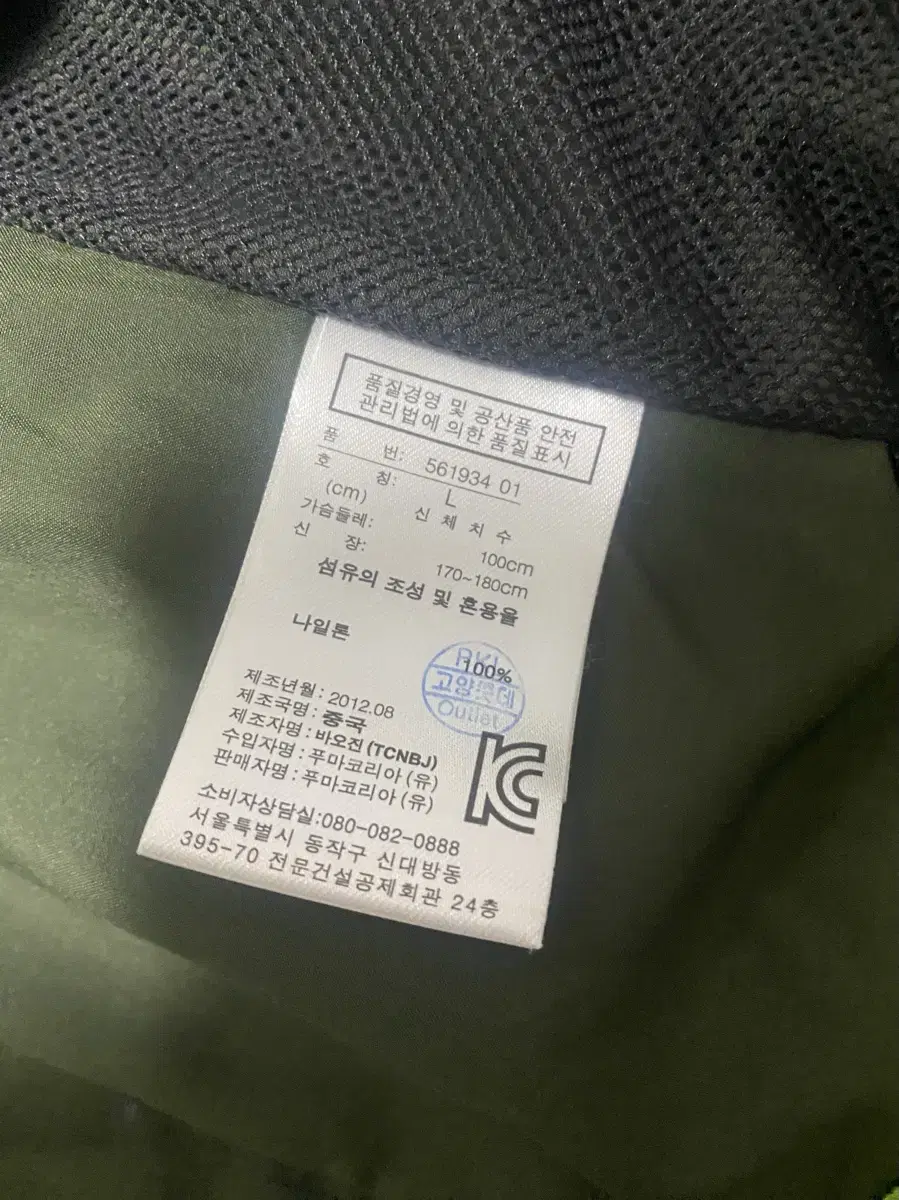 품질경영 및 공산품 안전
관리법에 의한 품질표시
품 번: 561934 01
호 칭: L
(cm) 신 체 치 수
가슴둘레: 100cm
신 장: 170~180cm
섬유의 조성 및 혼용율
나일론 100%
고양롯데
Outlet
제조년월 : 2012.08
제조국명 : 중국
제조자명 : 바오진 (TCNBJ)
수입자명 : 푸마코리아 (유)
판매자명 : 푸마코리아 (유)
소비자상담실:080-082-0888
서울특별시 동작구 신대방동
395-70 전문건설공제회관 24층